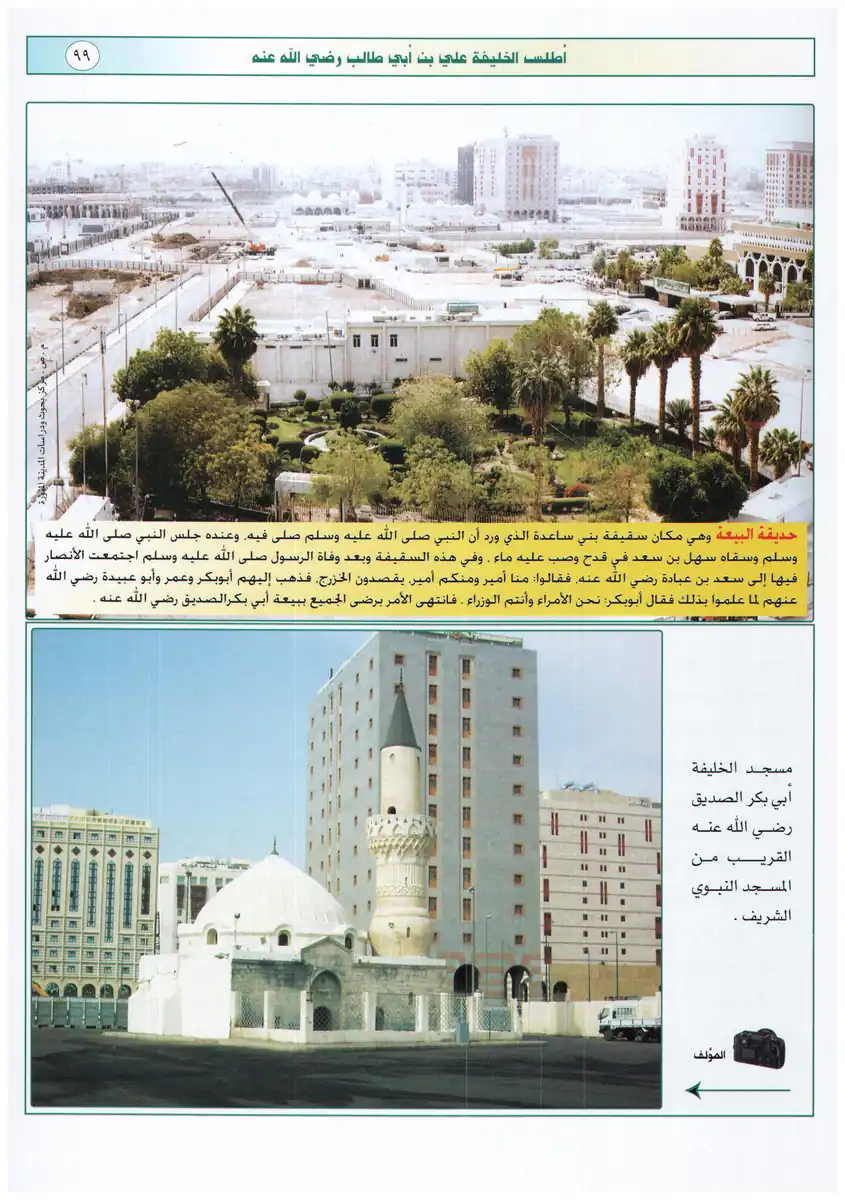 أطلس الخليفة علي بن أبي طالب رضي الله عنه
٩٩
م . ص . مركز بحوث ودراسات المدينة المنورة
حديقة البيعة وهي مكان سقيفة بني ساعدة الذي ورد أن النبي صلى الله عليه وسلم صلى فيه، وعنده جلس النبي صلى الله عليه
وسلم وسقاه سهل بن سعد في قدح وصب عليه ماء . وفي هذه السقيفة وبعد وفاة الرسول صلى الله عليه وسلم اجتمعت الأنصار
فيها إلى سعد بن عبادة رضي الله عنه، فقالوا: منا أمير ومنكم أمير، يقصدون الخزرج، فذهب إليهم أبوبكر وعمر وأبو عبيدة رضي الله
عنهم لما علموا بذلك فقال أبوبكر: نحن الأمراء وأنتم الوزراء . فانتهى الأمر برضى الجميع ببيعة أبي بكرالصديق رضي الله عنه .
مسجد الخليفة
أبي بكر الصديق
رضي الله عنه
القريب من
المسجد النبوي
الشريف .
المؤلف